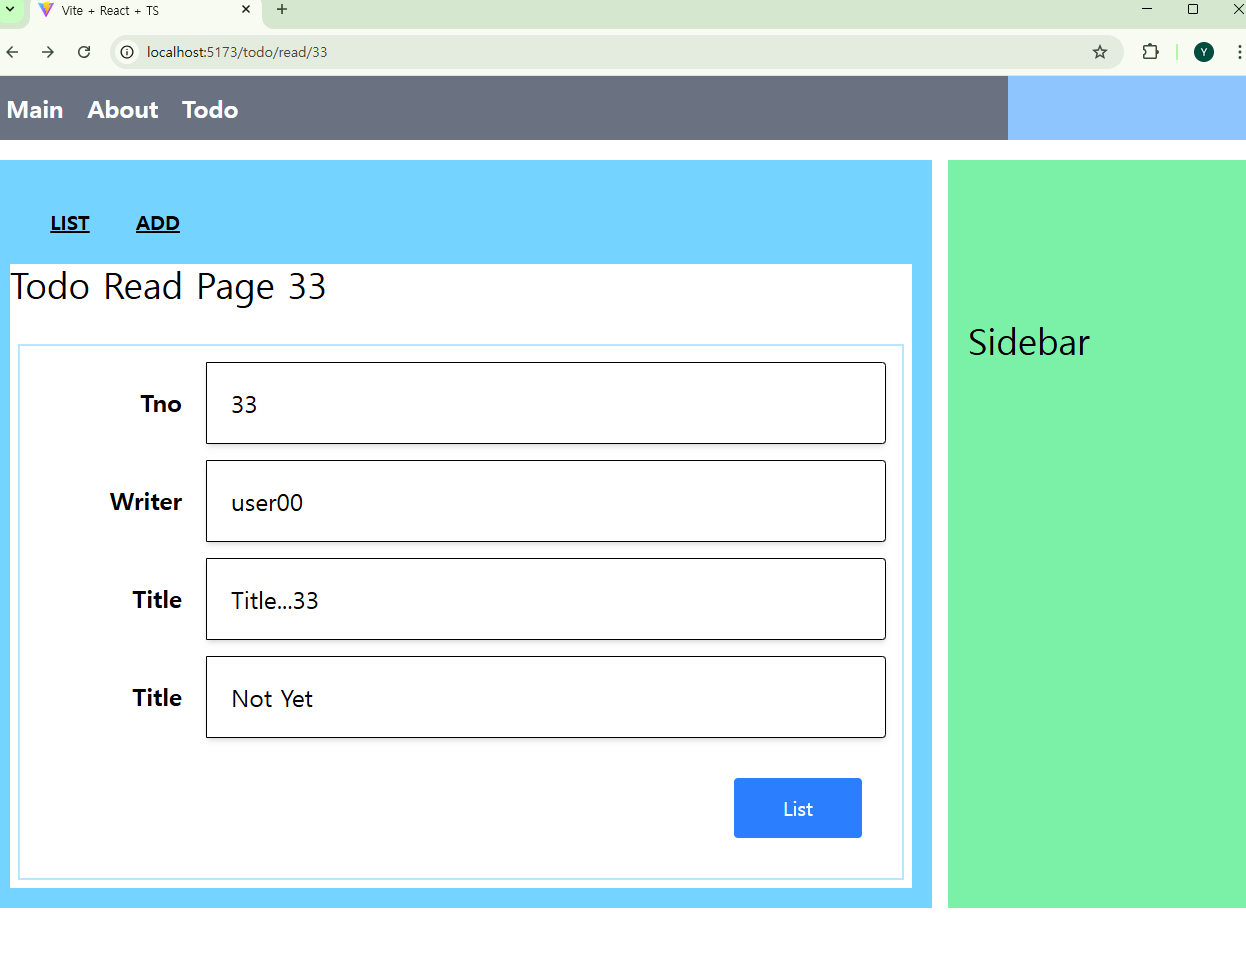 Vite + React + TS
localhost:5173/todo/read/33
Y
Main About Todo
LIST ADD
Todo Read Page 33
Sidebar
Tno 33
Writer user00
Title Title...33
Title Not Yet
List